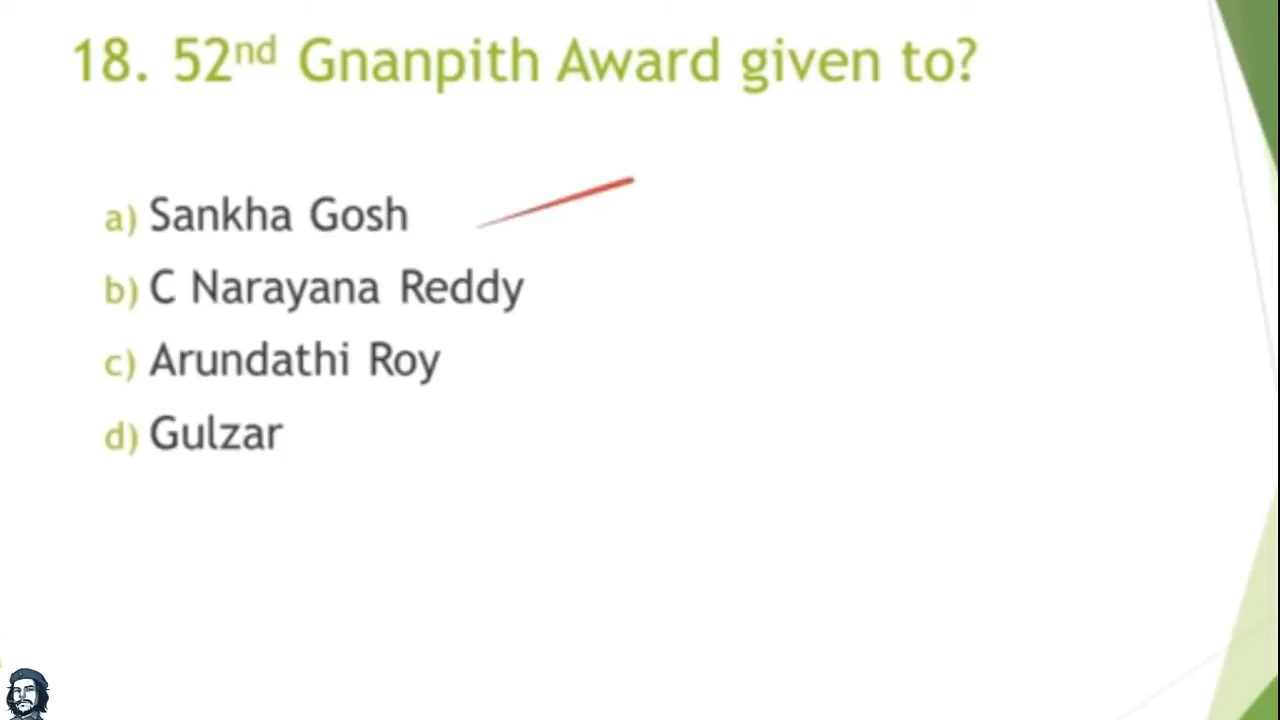 18. 52nd Gnanpith Award given to?
a) Sankha Gosh
b) C Narayana Reddy
c) Arundathi Roy
d) Gulzar